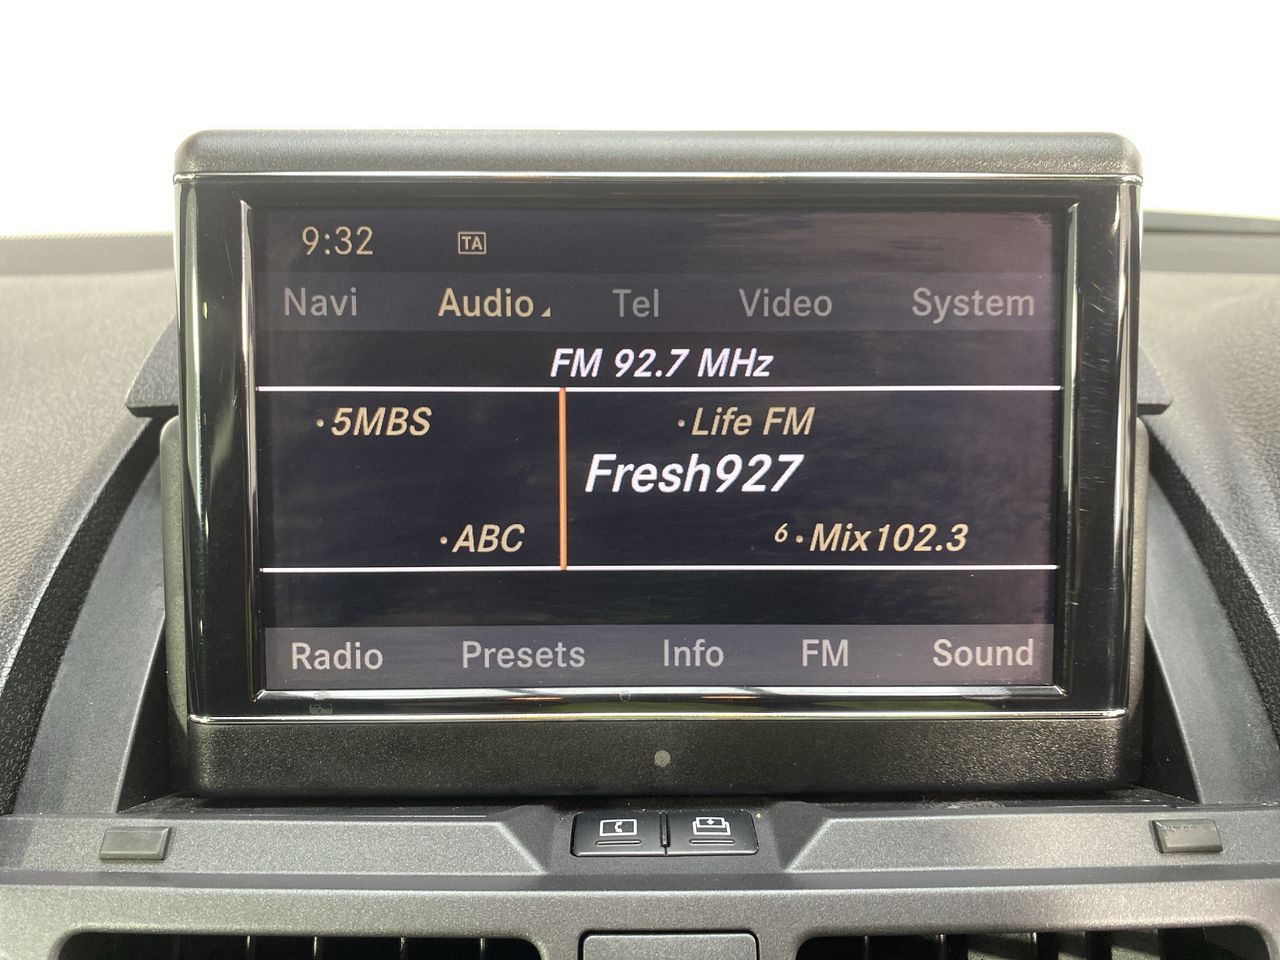 9:32 TA
Navi Audio Tel Video System
FM 92.7 MHz
·5MBS ·Life FM
Fresh927
·ABC 6·Mix102.3
Radio Presets Info FM Sound